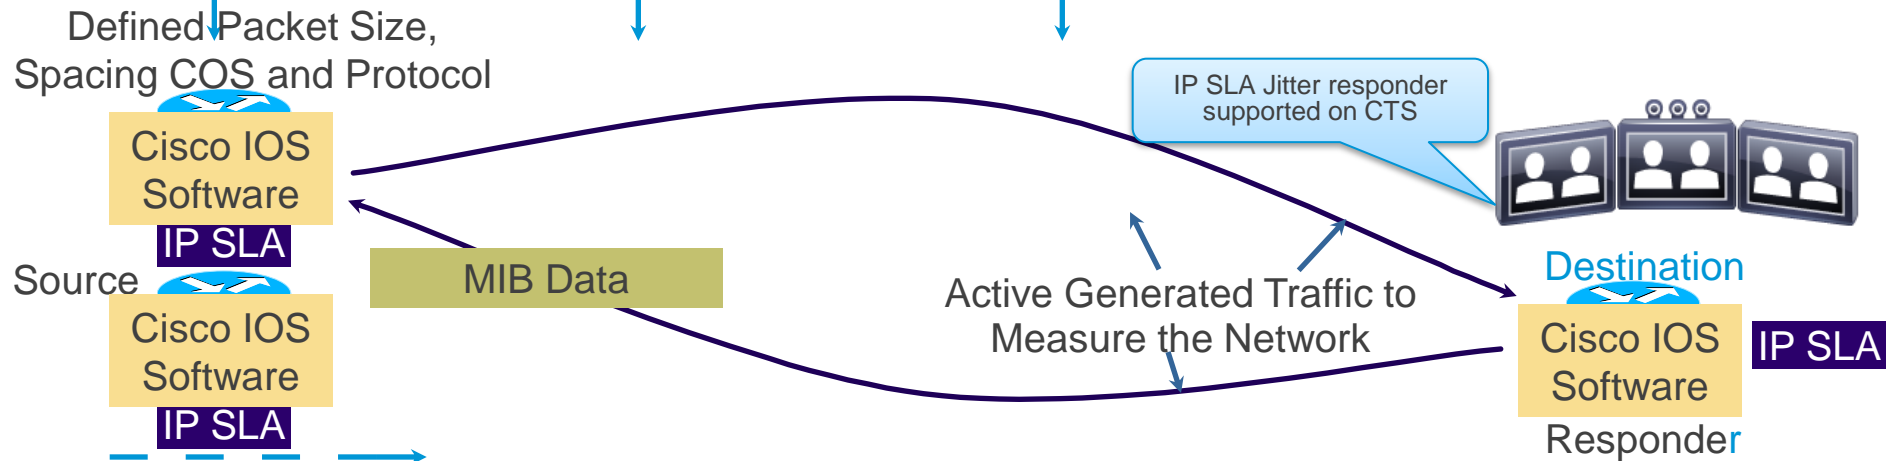 Defined Packet Size,
Spacing COS and Protocol
Cisco IOS
Software
IP SLA
Source
Cisco IOS
Software
IP SLA
MIB Data
IP SLA Jitter responder
supported on CTS
Active Generated Traffic to
Measure the Network
Destination
Cisco IOS
Software
IP SLA
Responder